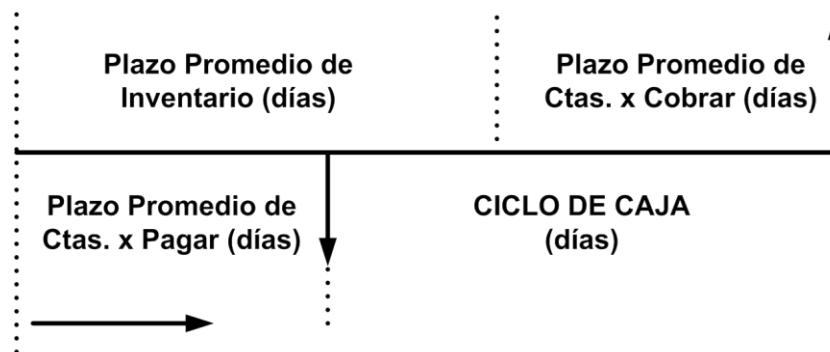 Plazo Promedio de
Inventario (días)
Plazo Promedio de
Ctas. x Cobrar (días)
Plazo Promedio de
Ctas. x Pagar (días)
CICLO DE CAJA
(días)